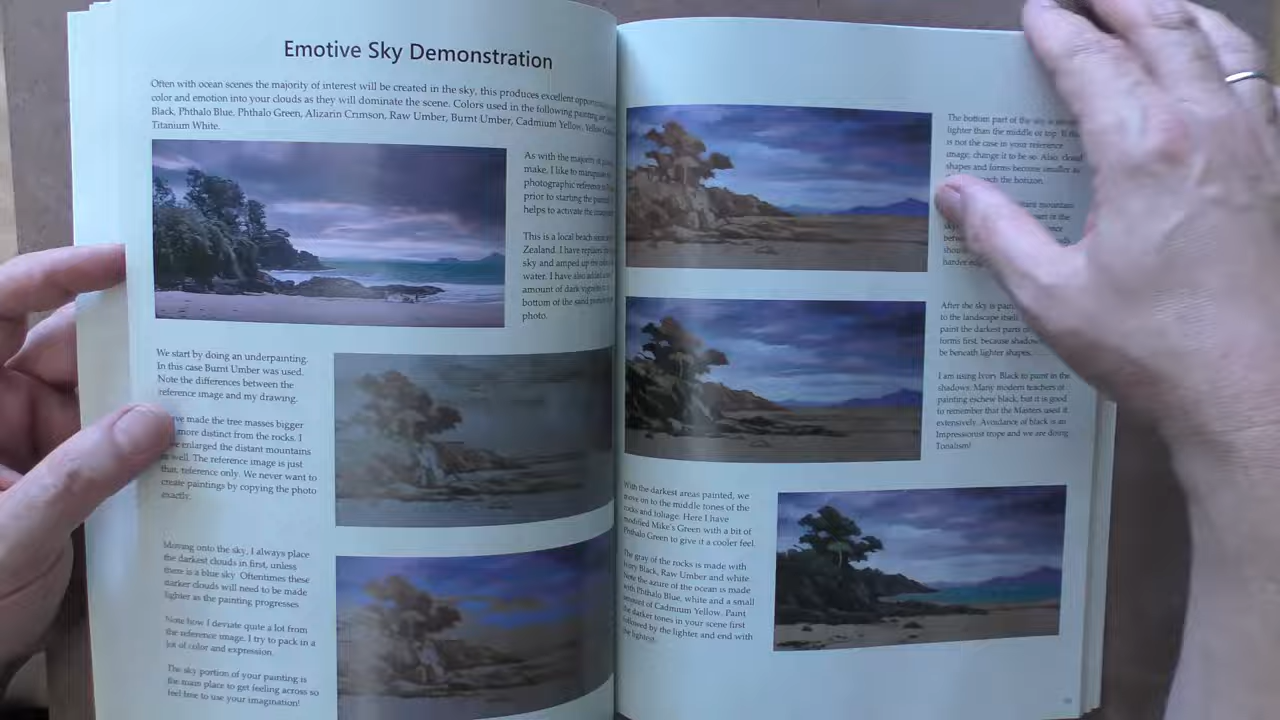 Emotive Sky Demonstration
Often with ocean scenes the majority of interest will be created in the sky, this produces excellent
color and emotion into your clouds as they will dominate the scene. Colors used in the following
Black, Phthalo Blue, Phthalo Green, Alizarin Crimson, Raw Umber, Burnt Umber, Cadmium Yellow,
Titanium White.
As with the majority of
make, I like to
photographic reference
prior to starting the
helps to activate the
This is a local beach
Zealand. I have
sky and amped up the
water. I have also
amount of dark
bottom of the sand
photo.
We start by doing an underpainting.
In this case Burnt Umber was used.
Note the differences between the
reference image and my drawing.
made the tree masses bigger
more distinct from the rocks. I
enlarged the distant mountains
well. The reference image is just
that, reference only. We never want to
create paintings by copying the photo
exactly.
Moving onto the sky, I always place
the darkest clouds in first, unless
there is a blue sky. Oftentimes these
darker clouds will need to be made
lighter as the painting progresses
Note how I deviate quite a lot from
the reference image. I try to pack in a
lot of color and expression.
The sky portion of your painting is
the main place to get feeling across so
feel free to use your imagination!
The bottom part of the sky is
lighter than the middle or top. If
is not the case in your reference
image, change it to be so. Also, cloud
shapes and forms become smaller as
the horizon.
mountain
harder
After the sky is
to the landscape itself.
paint the darkest parts
forms first, because
be beneath lighter shapes.
I am using Ivory Black to paint in the
shadows. Many modern teachers of
painting eschew black, but it is good
to remember that the Masters used it
extensively. Avoidance of black is an
Impressionist trope and we are doing
Tonalism!
With the darkest areas painted, we
move on to the middle tones of the
rocks and foliage. Here I have
modified Mike's Green with a bit of
Phthalo Green to give it a cooler feel.
The gray of the rocks is made with
Ivory Black, Raw Umber and white.
Note the azure of the ocean is made
with Phthalo Blue, white and a small
amount of Cadmium Yellow. Paint
the darker tones in your scene first
followed by the lighter and end with
the lightest.